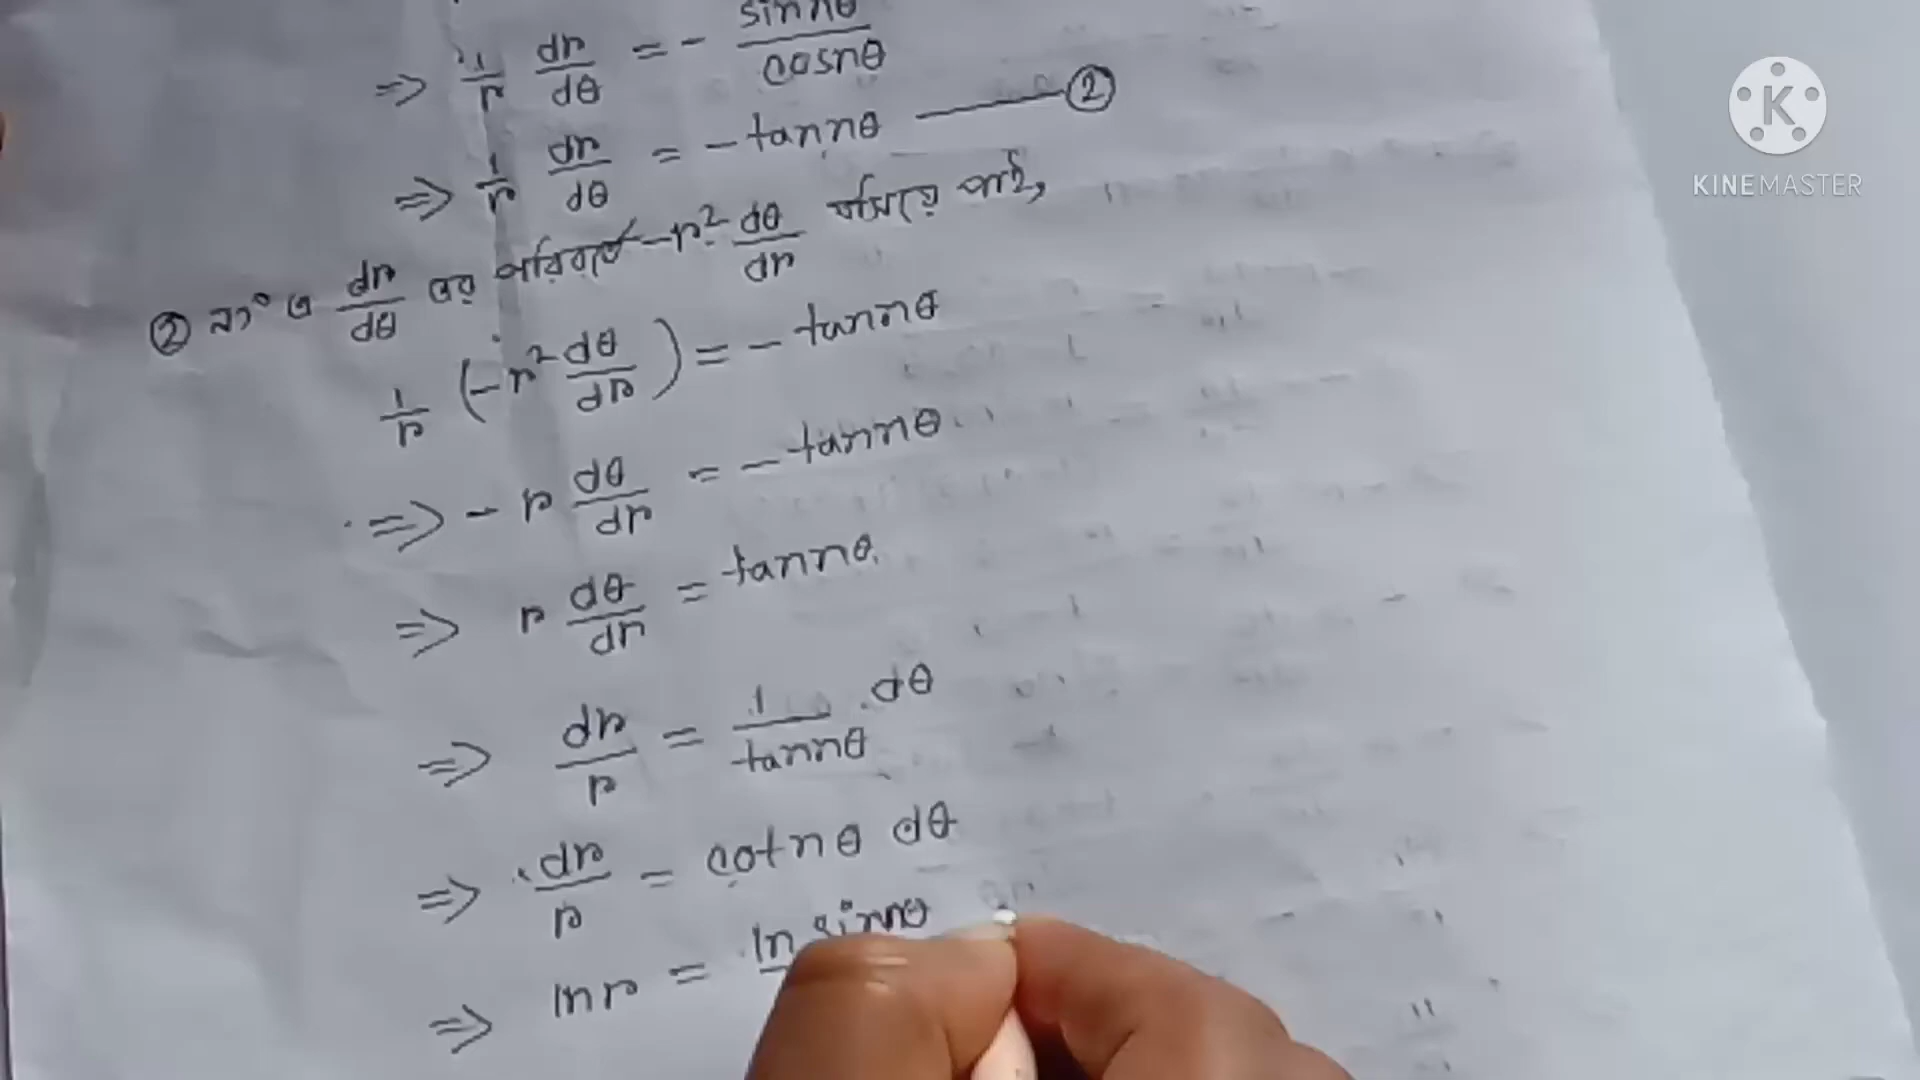 => 1/r dr/dθ = - sinnθ/cosnθ
=> 1/r dr/dθ = - tannθ ——— ②
② নং এ dr/dθ এর পরিবর্তে -r² dθ/dr বসিয়ে পাই,
1/r (-r² dθ/dr) = - tannθ
=> - r dθ/dr = - tannθ
=> r dθ/dr = tannθ
=> dr/r = 1/tannθ . dθ
=> dr/r = cotnθ dθ
=> lnr = ln sinnθ
KINEMASTER